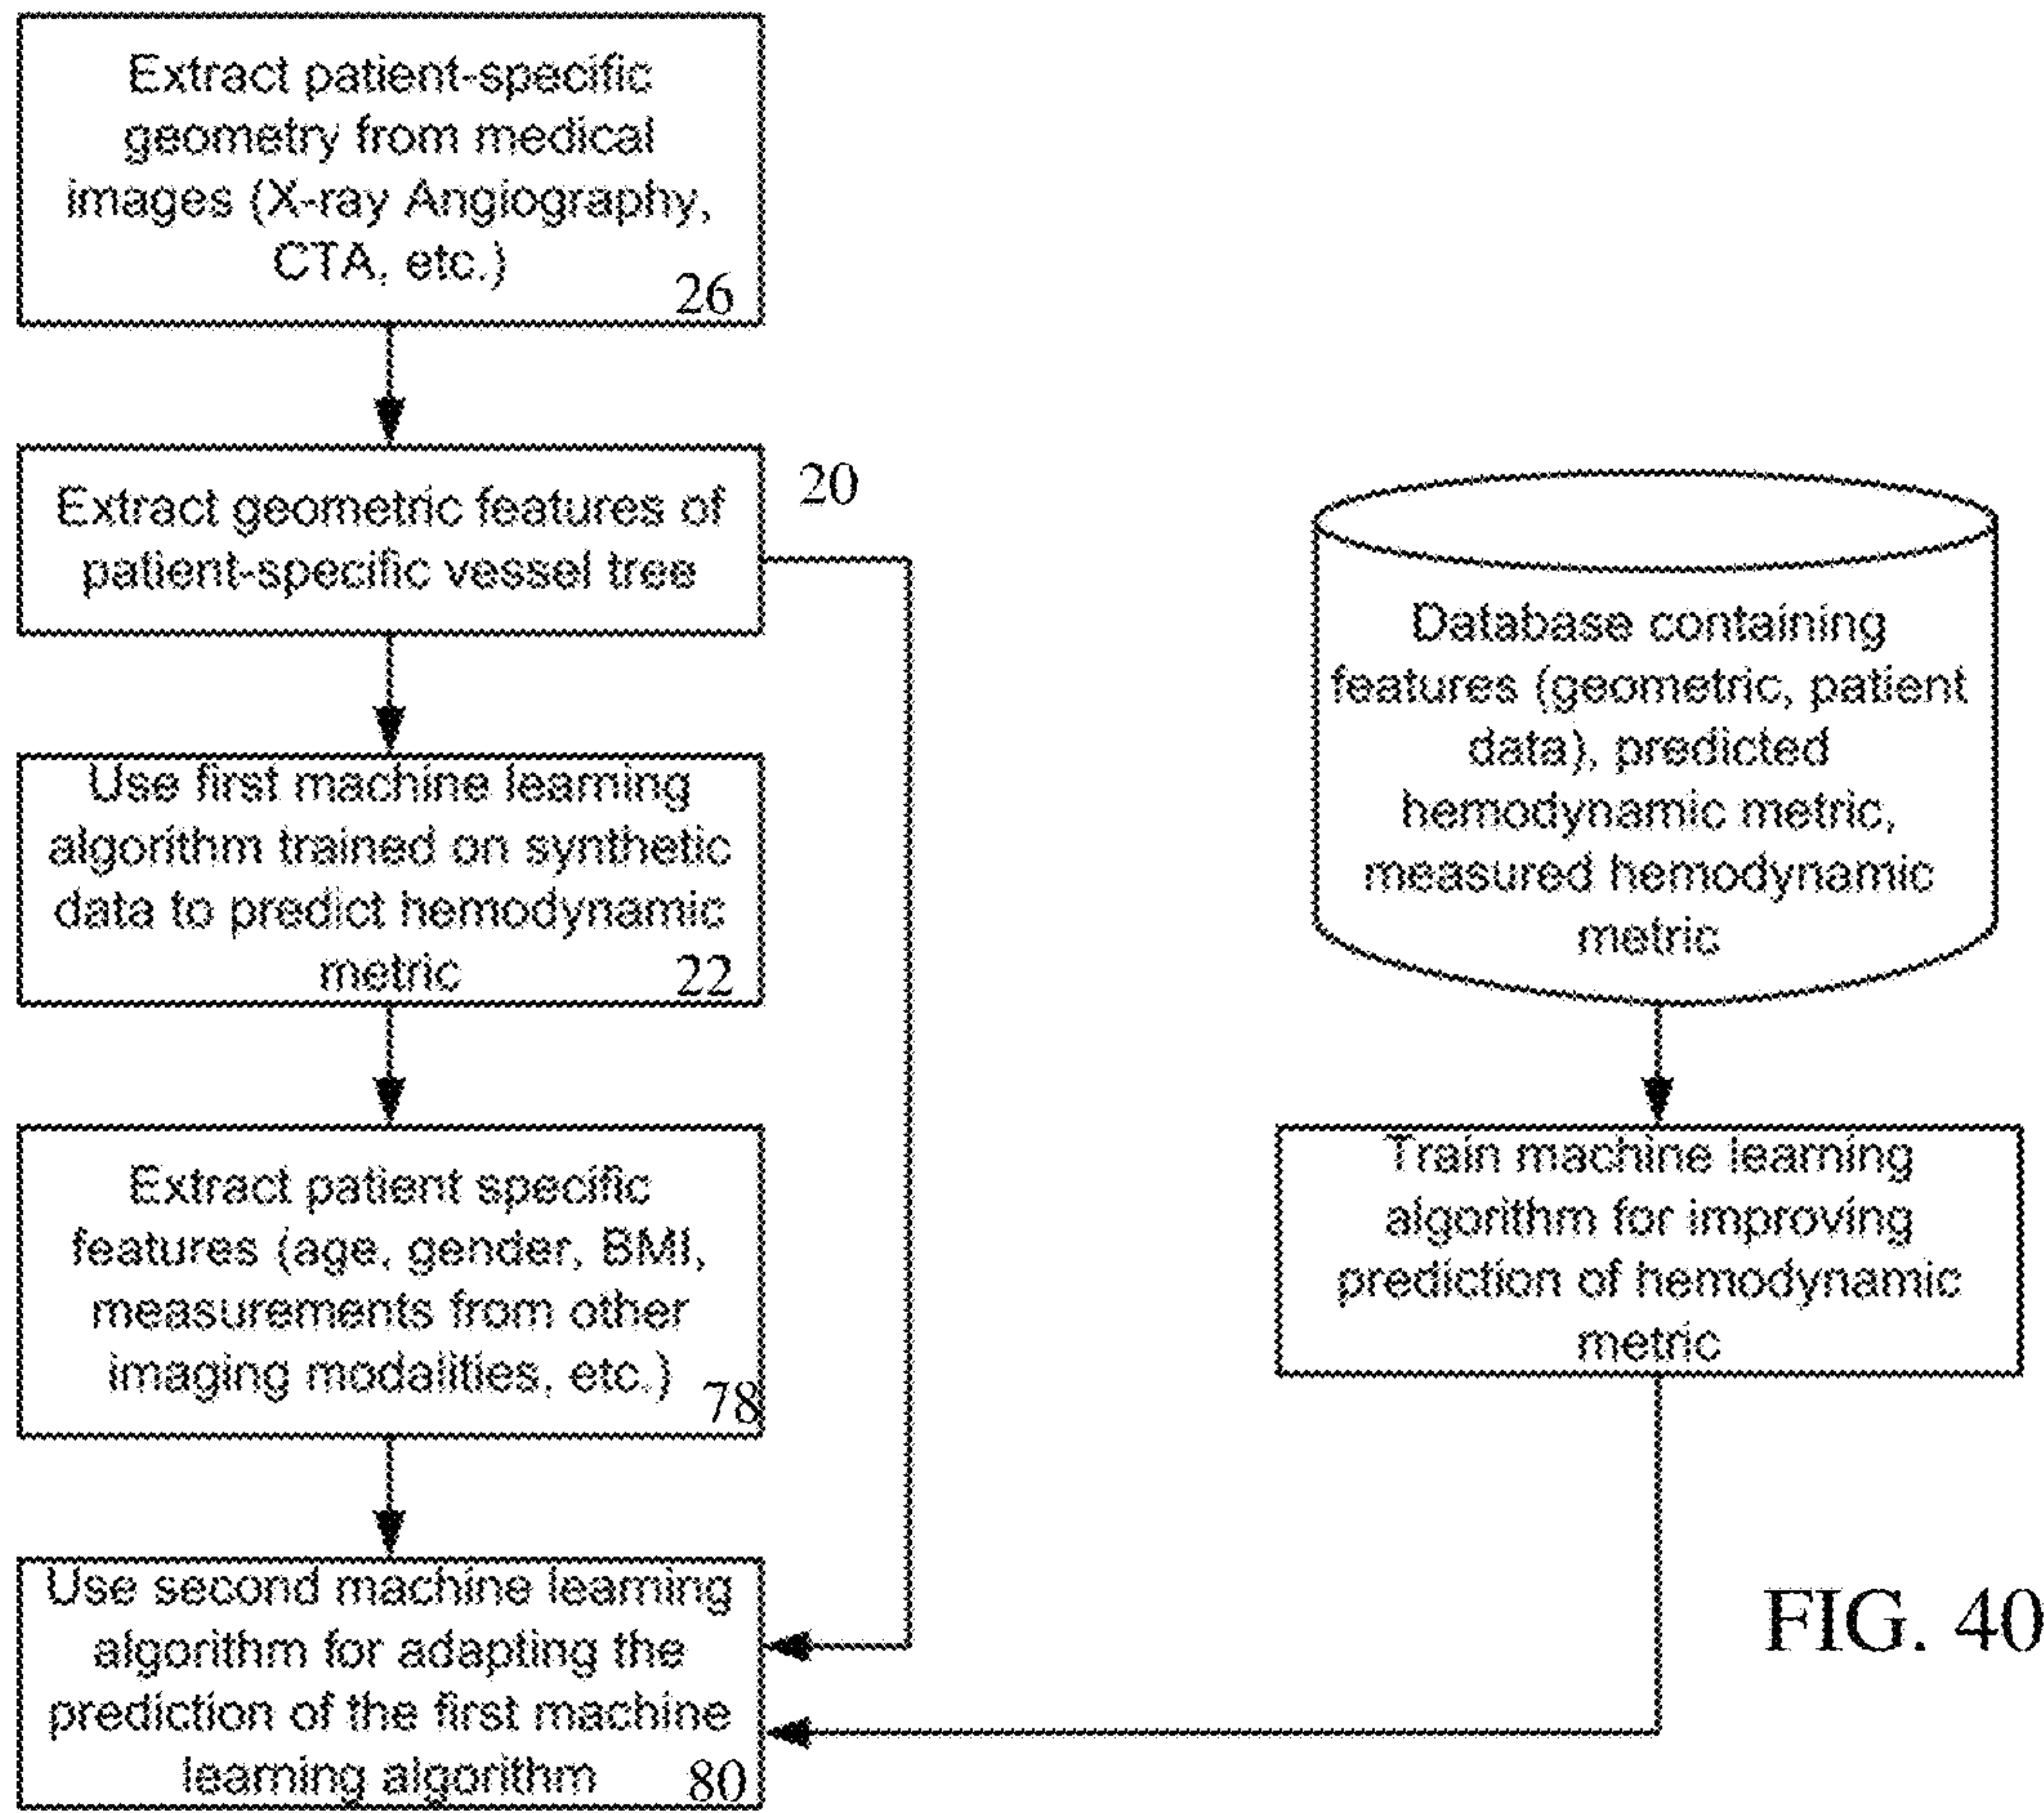 Extract patient-specific
geometry from medical
images (X-ray Angiography,
CTA, etc.)
26
Extract geometric features of
patient-specific vessel tree
20
Use first machine learning
algorithm trained on synthetic
data to predict hemodynamic
metric
22
Extract patient specific
features (age, gender, BMI,
measurements from other
imaging modalities, etc.)
78
Use second machine learning
algorithm for adapting the
prediction of the first machine
learning algorithm
80
Database containing
features (geometric, patient
data), predicted
hemodynamic metric,
measured hemodynamic
metric
Train machine learning
algorithm for improving
prediction of hemodynamic
metric
FIG. 40